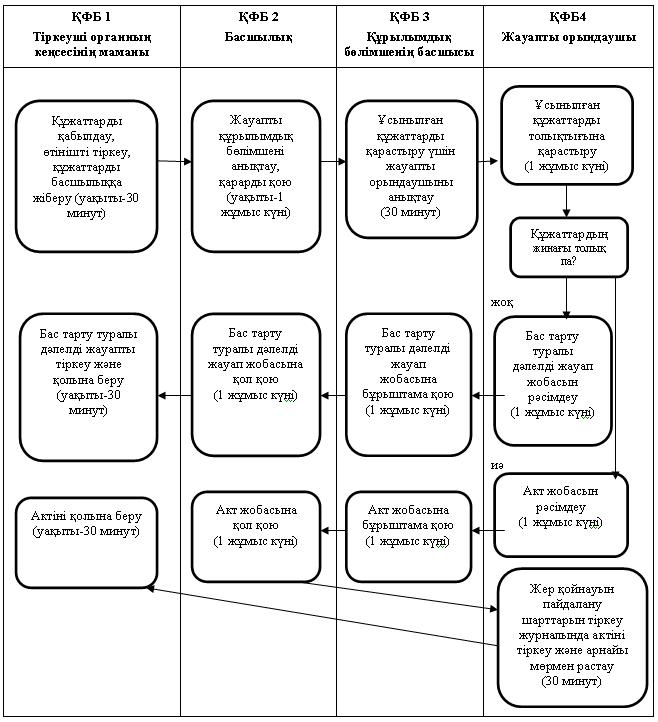 ҚФБ 1
Тіркеуші органның
кеңсесінің маманы
ҚФБ 2
Басшылық
ҚФБ 3
Құрылымдық
бөлімшенің басшысы
ҚФБ4
Жауапты орындаушы
Құжаттарды
қабылдау,
өтінішті тіркеу,
құжаттарды
басшылыққа
жіберу (уақыты-30
минут)
Жауапты
құрылымдық
бөлімшені
анықтау,
қарарды қою
(уақыты-1
жұмыс күні)
Ұсынылған
құжаттарды
қарастыру үшін
жауапты
орындаушыны
анықтау
(30 минут)
Ұсынылған
құжаттарды
толықтығына
қарастыру
(1 жұмыс күні)
Құжаттардың
жинағы толық
па?
жоқ
Бас тарту туралы
дәлелді жауапты
тіркеу және
қолына беру
(уақыты-30
минут)
Бас тарту
туралы дәлелді
жауап жобасына
қол қою
(1 жұмыс күні)
Бас тарту
туралы дәлелді
жауап
жобасына
бұрыштама қою
(1 жұмыс күні)
Бас тарту
туралы
дәлелді жауап
жобасын
рәсімдеу
(1 жұмыс күні)
иә
Актіні қолына беру
(уақыты-30 минут)
Акт жобасына
қол қою
(1 жұмыс күні)
Акт жобасына
бұрыштама қою
(1 жұмыс күні)
Акт жобасын
рәсімдеу
(1 жұмыс күні)
Жер қойнауын
пайдалану
шарттарын тіркеу
журналында актіні
тіркеу және арнайы
мөрмен растау
(30 минут)